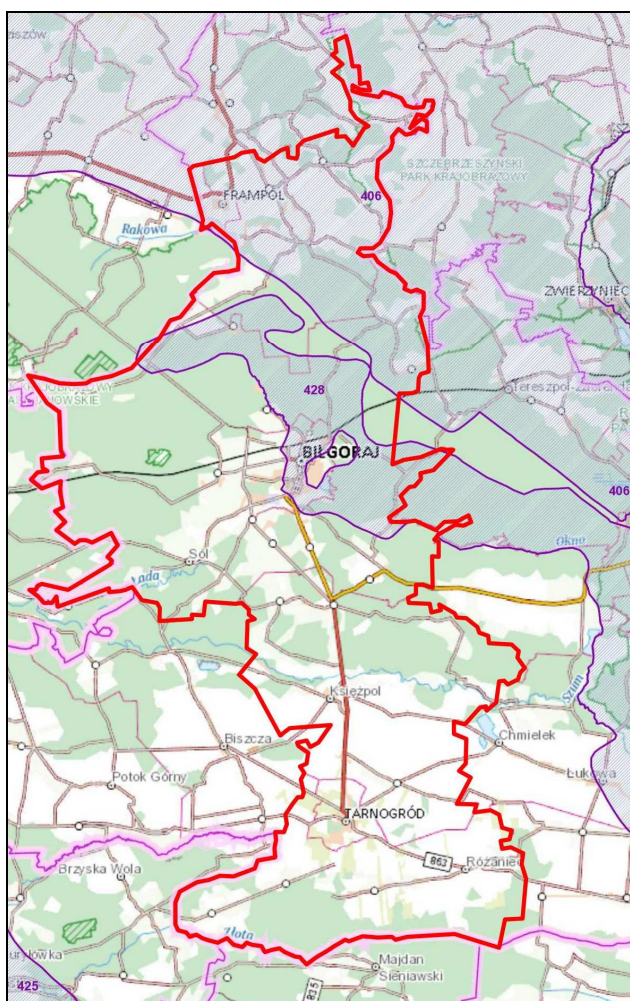 FRAMPOL
SZCZEBRZESZYŃSKI
PARK KRAJOBRAZOWY
406
Rakowa
ZWIERZYNIEC
428
BIŁGORAJ
406
Okno
Sól
Łada
Szum
Księżpol
Biszcza
Chmielek
Łukowa
Potok Górny
TARNOGRÓD
863
Różaniec
Brzyska Wola
Złota
Majdan
Sieniawski
835
425